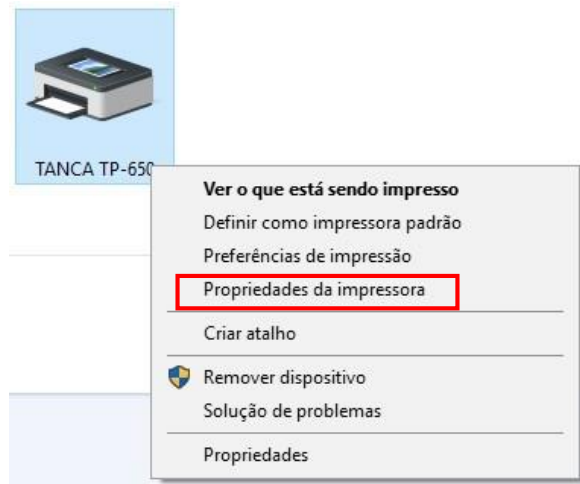 TANCA TP-650
Ver o que está sendo impresso
Definir como impressora padrão
Preferências de impressão
Propriedades da impressora
Criar atalho
Remover dispositivo
Solução de problemas
Propriedades